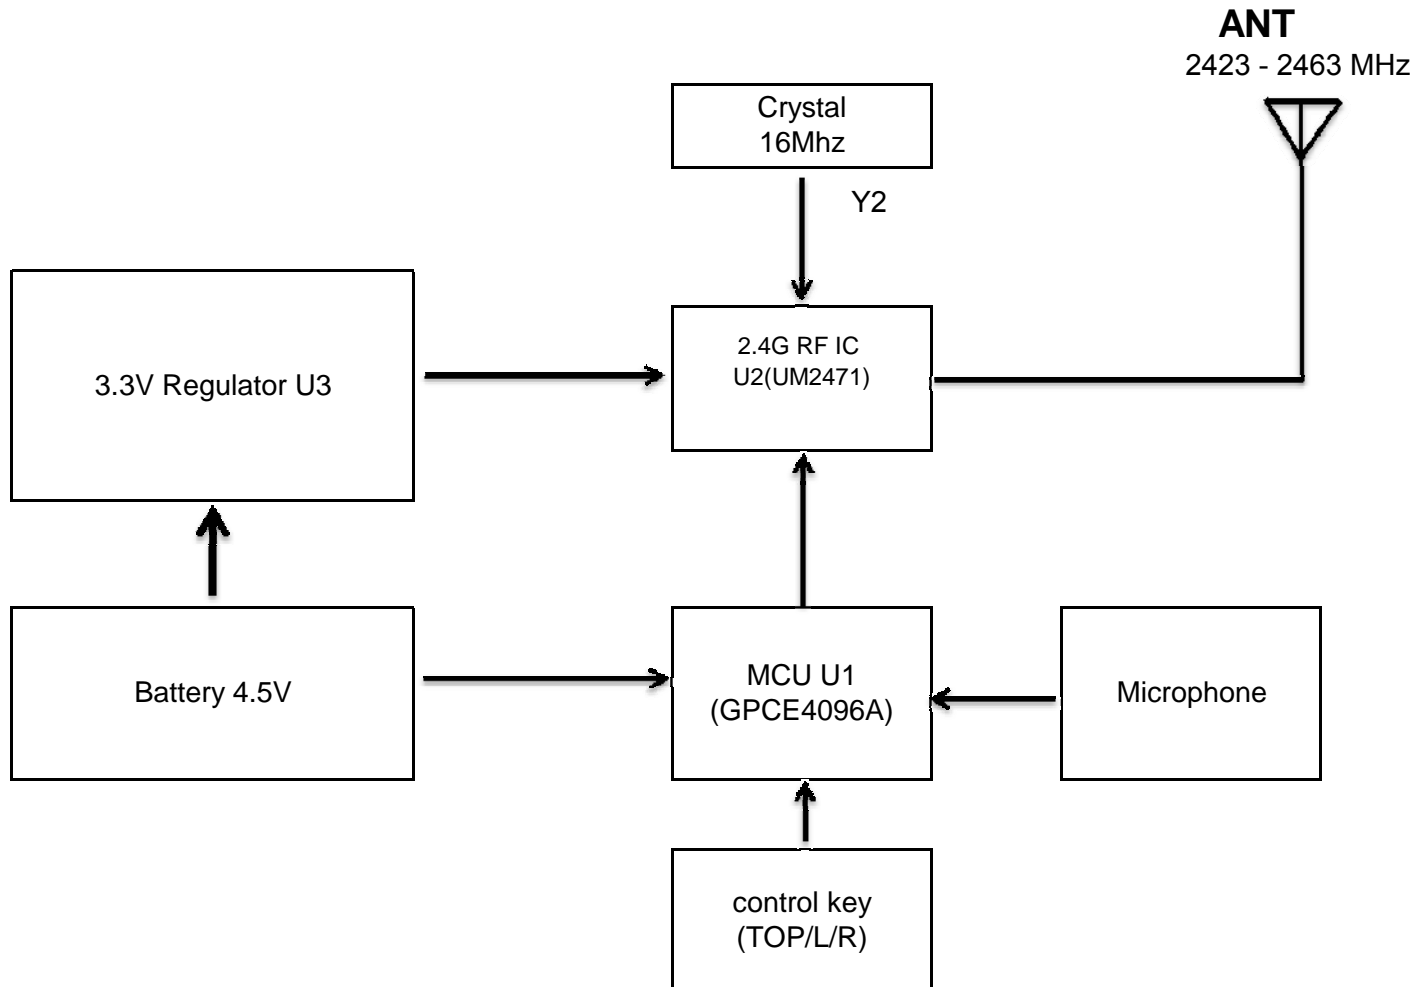 ANT
2423 - 2463 MHz
Crystal
16Mhz
Y2
2.4G RF IC
U2(UM2471)
3.3V Regulator U3
Battery 4.5V
MCU U1
(GPCE4096A)
Microphone
control key
(TOP/L/R)